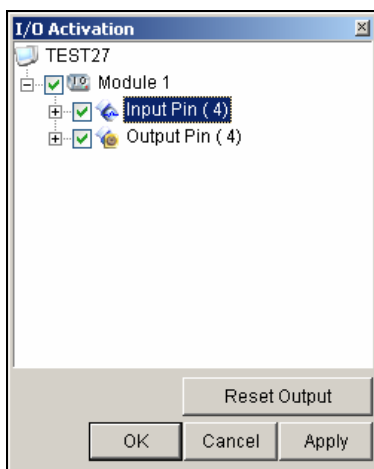 I/O Activation
TEST27
Module 1
Input Pin ( 4)
Output Pin ( 4)
Reset Output
OK Cancel Apply